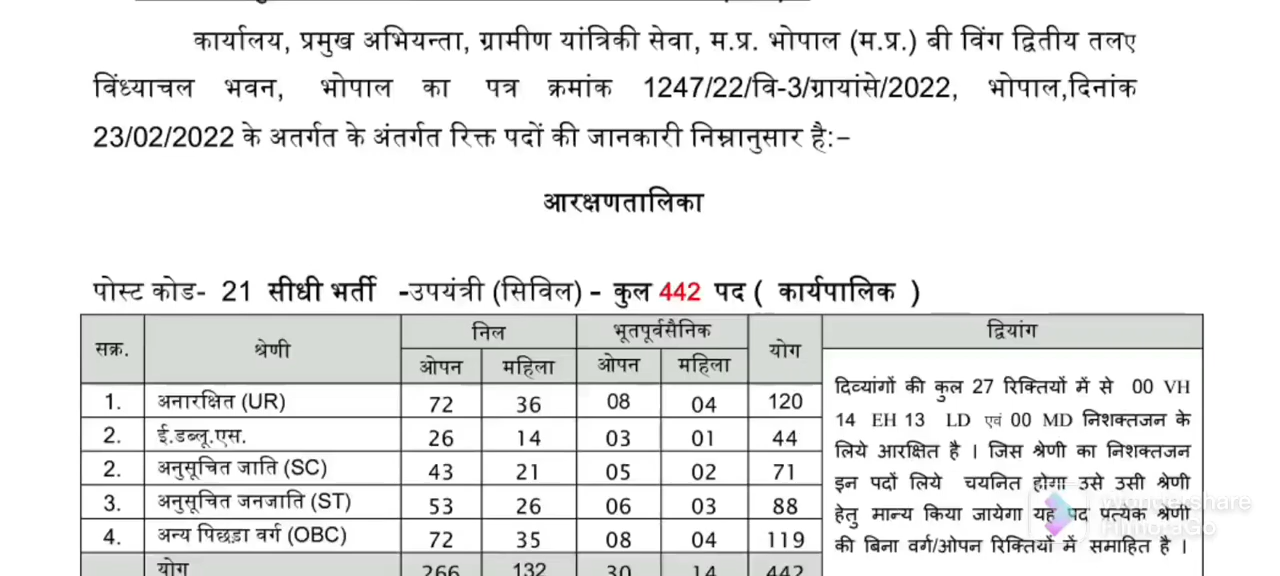 कार्यालय, प्रमुख अभियन्ता, ग्रामीण यांत्रिकी सेवा, म.प्र. भोपाल (म.प्र.) बी विंग द्वितीय तलए
विंध्याचल भवन, भोपाल का पत्र क्रमांक 1247/22/वि-3/ग्रायांसे/2022, भोपाल,दिनांक
23/02/2022 के अतर्गत के अंतर्गत रिक्त पदों की जानकारी निम्नानुसार है:–
आरक्षणतालिका
पोस्ट कोड- 21 सीधी भर्ती -उपयंत्री (सिविल) – कुल 442 पद ( कार्यपालिक )
सक्र. श्रेणी निल भूतपूर्वसैनिक योग द्वियांग
ओपन महिला ओपन महिला
1. अनारक्षित (UR) 72 36 08 04 120
2. ई.डब्लू.एस. 26 14 03 01 44
2. अनुसूचित जाति (SC) 43 21 05 02 71
3. अनुसूचित जनजाति (ST) 53 26 06 03 88
4. अन्य पिछड़ा वर्ग (OBC) 72 35 08 04 119
योग 266 132 30 14 442
दिव्यांगों की कुल 27 रिक्तियों में से 00 VH
14 EH 13 LD एवं 00 MD निशक्तजन के
लिये आरक्षित है । जिस श्रेणी का निशक्तजन
इन पदों लिये चयनित होगा उसे उसी श्रेणी
हेतु मान्य किया जायेगा यह पद प्रत्येक श्रेणी
की बिना वर्ग/ओपन रिक्तियों में समाहित है ।
Wondershare
FilmoraGo